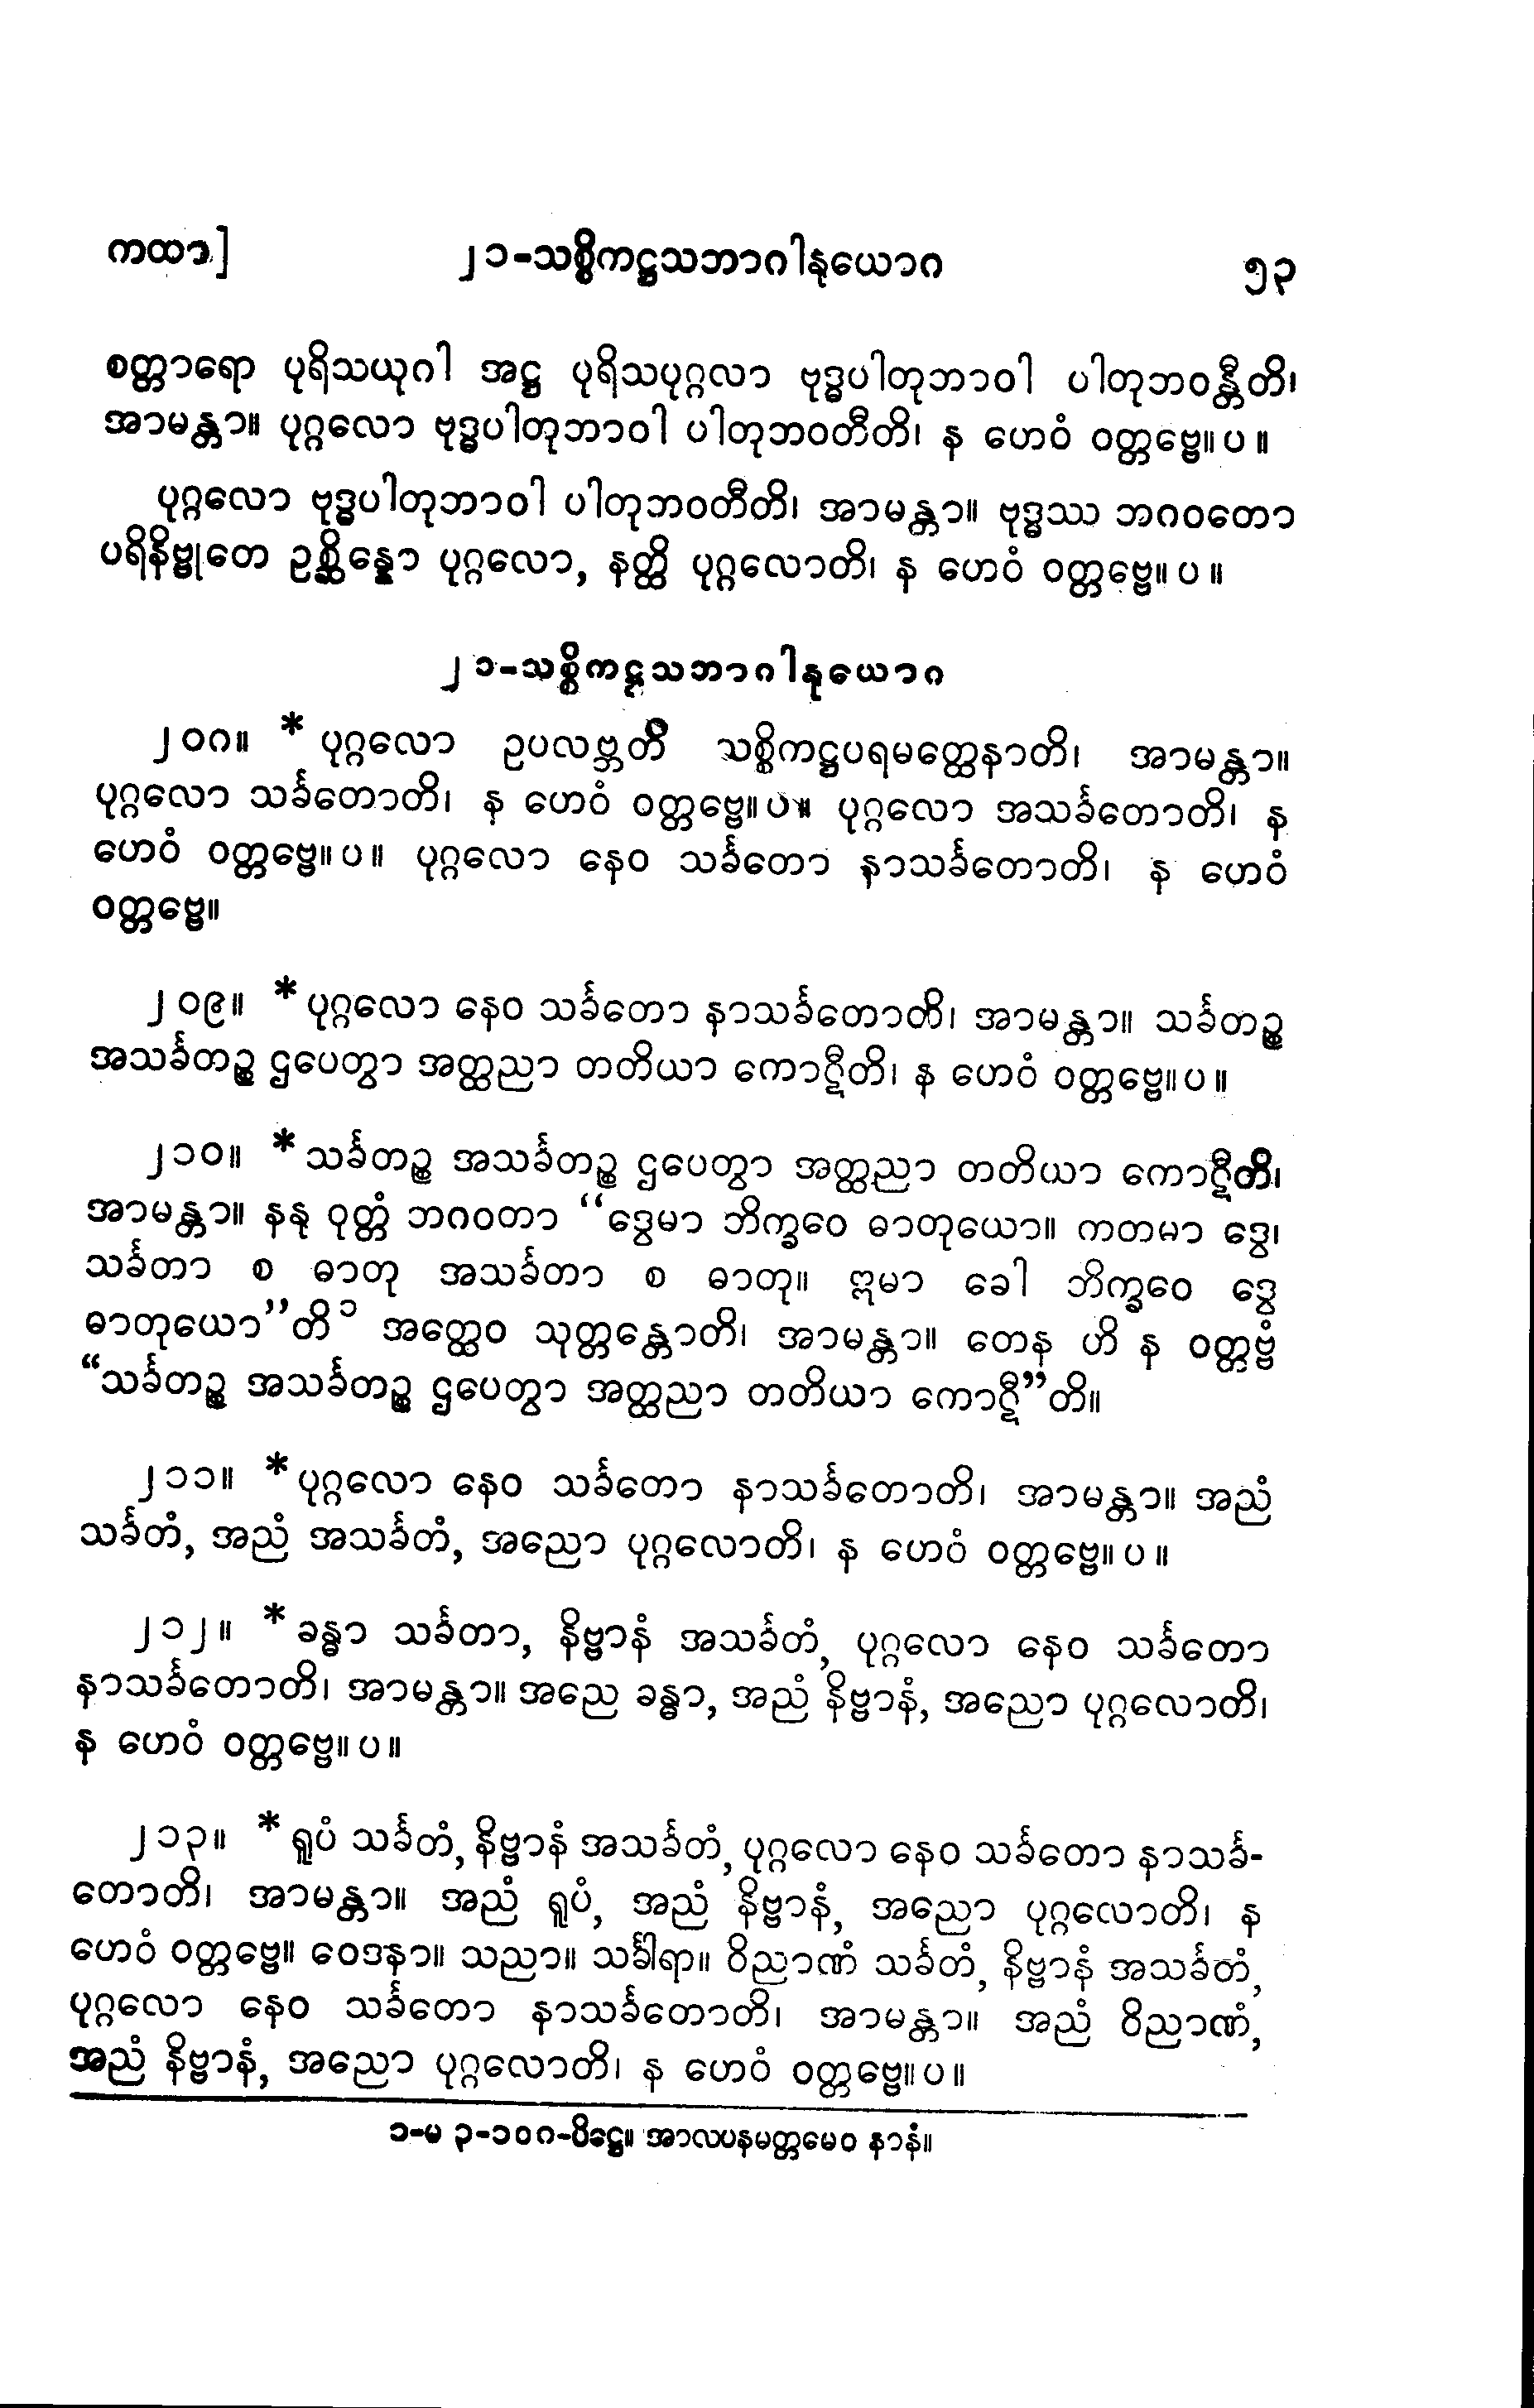 ကထာ]
၂၁-သစ္စိကဋ္ဌသဘာဂါနုယောဂ
၅၃
စတ္တာရော ပုရိသယုဂါ အဋ္ဌ ပုရိသပုဂ္ဂလာ ဗုဒ္ဓပါတုဘာဝါ ပါတုဘဝန္တီတိ၊
အာမန္တာ။ ပုဂ္ဂလော ဗုဒ္ဓပါတုဘာဝါ ပါတုဘဝတီတိ၊ န ဟေဝံ ဝတ္တဗ္ဗေ။ပ။
ပုဂ္ဂလော ဗုဒ္ဓပါတုဘာဝါ ပါတုဘဝတီတိ၊ အာမန္တာ။ ဗုဒ္ဓဿ ဘဂဝတော
ပရိနိဗ္ဗုတေ ဥစ္ဆိန္နော ပုဂ္ဂလော, နတ္ထိ ပုဂ္ဂလောတိ၊ န ဟေဝံ ဝတ္တဗ္ဗေ။ပ။
၂၁-သစ္စိကဋ္ဌသဘာဂါနုယောဂ
၂၀၈။ * ပုဂ္ဂလော ဥပလဗ္ဘတိ သစ္စိကဋ္ဌပရမတ္ထေနာတိ၊ အာမန္တာ။
ပုဂ္ဂလော သင်္ခတောတိ၊ န ဟေဝံ ဝတ္တဗ္ဗေ။ပ။ ပုဂ္ဂလော အသင်္ခတောတိ၊ န
ဟေဝံ ဝတ္တဗ္ဗေ။ပ။ ပုဂ္ဂလော နေဝ သင်္ခတော နာသင်္ခတောတိ၊ န ဟေဝံ
ဝတ္တဗ္ဗေ။
၂၀၉။ * ပုဂ္ဂလော နေဝ သင်္ခတော နာသင်္ခတောတိ၊ အာမန္တာ။ သင်္ခတဉ္စ
အသင်္ခတဉ္စ ဌပေတွာ အတ္ထညာ တတိယာ ကောဋီတိ၊ န ဟေဝံ ဝတ္တဗ္ဗေ။ပ။
၂၁၀။ * သင်္ခတဉ္စ အသင်္ခတဉ္စ ဌပေတွာ အတ္ထညာ တတိယာ ကောဋီတိ၊
အာမန္တာ။ နနု ဝုတ္တံ ဘဂဝတာ “ဒွေမာ ဘိက္ခဝေ ဓာတုယော။ ကတမာ ဒွေ၊
သင်္ခတာ စ ဓာတု အသင်္ခတာ စ ဓာတု။ ဣမာ ခေါ ဘိက္ခဝေ ဒွေ
ဓာတုယော”တိ ၁ အတ္ထေဝ သုတ္တန္တောတိ၊ အာမန္တာ။ တေန ဟိ န ဝတ္တဗ္ဗံ
“သင်္ခတဉ္စ အသင်္ခတဉ္စ ဌပေတွာ အတ္ထညာ တတိယာ ကောဋီ”တိ။
၂၁၁။ * ပုဂ္ဂလော နေဝ သင်္ခတော နာသင်္ခတောတိ၊ အာမန္တာ။ အညံ
သင်္ခတံ, အညံ အသင်္ခတံ, အညော ပုဂ္ဂလောတိ၊ န ဟေဝံ ဝတ္တဗ္ဗေ။ပ။
၂၁၂။ * ခန္ဓာ သင်္ခတာ, နိဗ္ဗာနံ အသင်္ခတံ, ပုဂ္ဂလော နေဝ သင်္ခတော
နာသင်္ခတောတိ၊ အာမန္တာ။ အညေ ခန္ဓာ, အညံ နိဗ္ဗာနံ, အညော ပုဂ္ဂလောတိ၊
န ဟေဝံ ဝတ္တဗ္ဗေ။ပ။
၂၁၃။ * ရူပံ သင်္ခတံ, နိဗ္ဗာနံ အသင်္ခတံ, ပုဂ္ဂလော နေဝ သင်္ခတော နာသင်္ခ-
တောတိ၊ အာမန္တာ။ အညံ ရူပံ, အညံ နိဗ္ဗာနံ, အညော ပုဂ္ဂလောတိ၊ န
ဟေဝံ ဝတ္တဗ္ဗေ။ ဝေဒနာ။ သညာ။ သင်္ခါရာ။ ဝိညာဏံ သင်္ခတံ, နိဗ္ဗာနံ အသင်္ခတံ,
ပုဂ္ဂလော နေဝ သင်္ခတော နာသင်္ခတောတိ၊ အာမန္တာ။ အညံ ဝိညာဏံ,
အညံ နိဗ္ဗာနံ, အညော ပုဂ္ဂလောတိ၊ န ဟေဝံ ဝတ္တဗ္ဗေ။ပ။
၁-မ ၃-၁၀၈-ပိဋ္ဌေ။ အာလပနမတ္တမေဝ နာနံ။